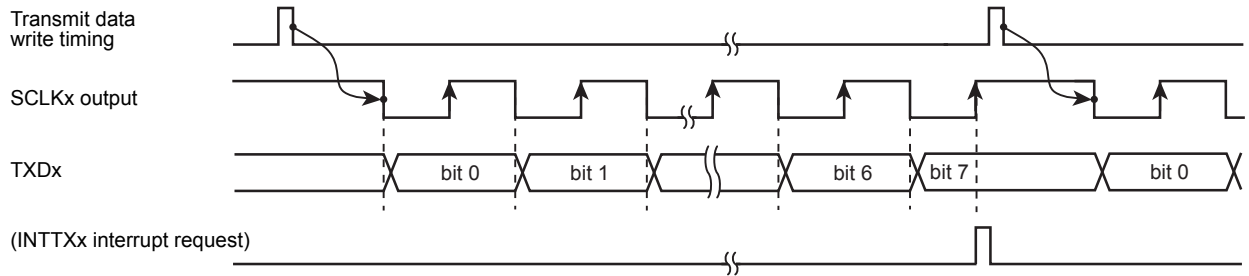 Transmit data
write timing
SCLKx output
TXDx
bit 0
bit 1
bit 6
bit 7
bit 0
(INTTXx interrupt request)